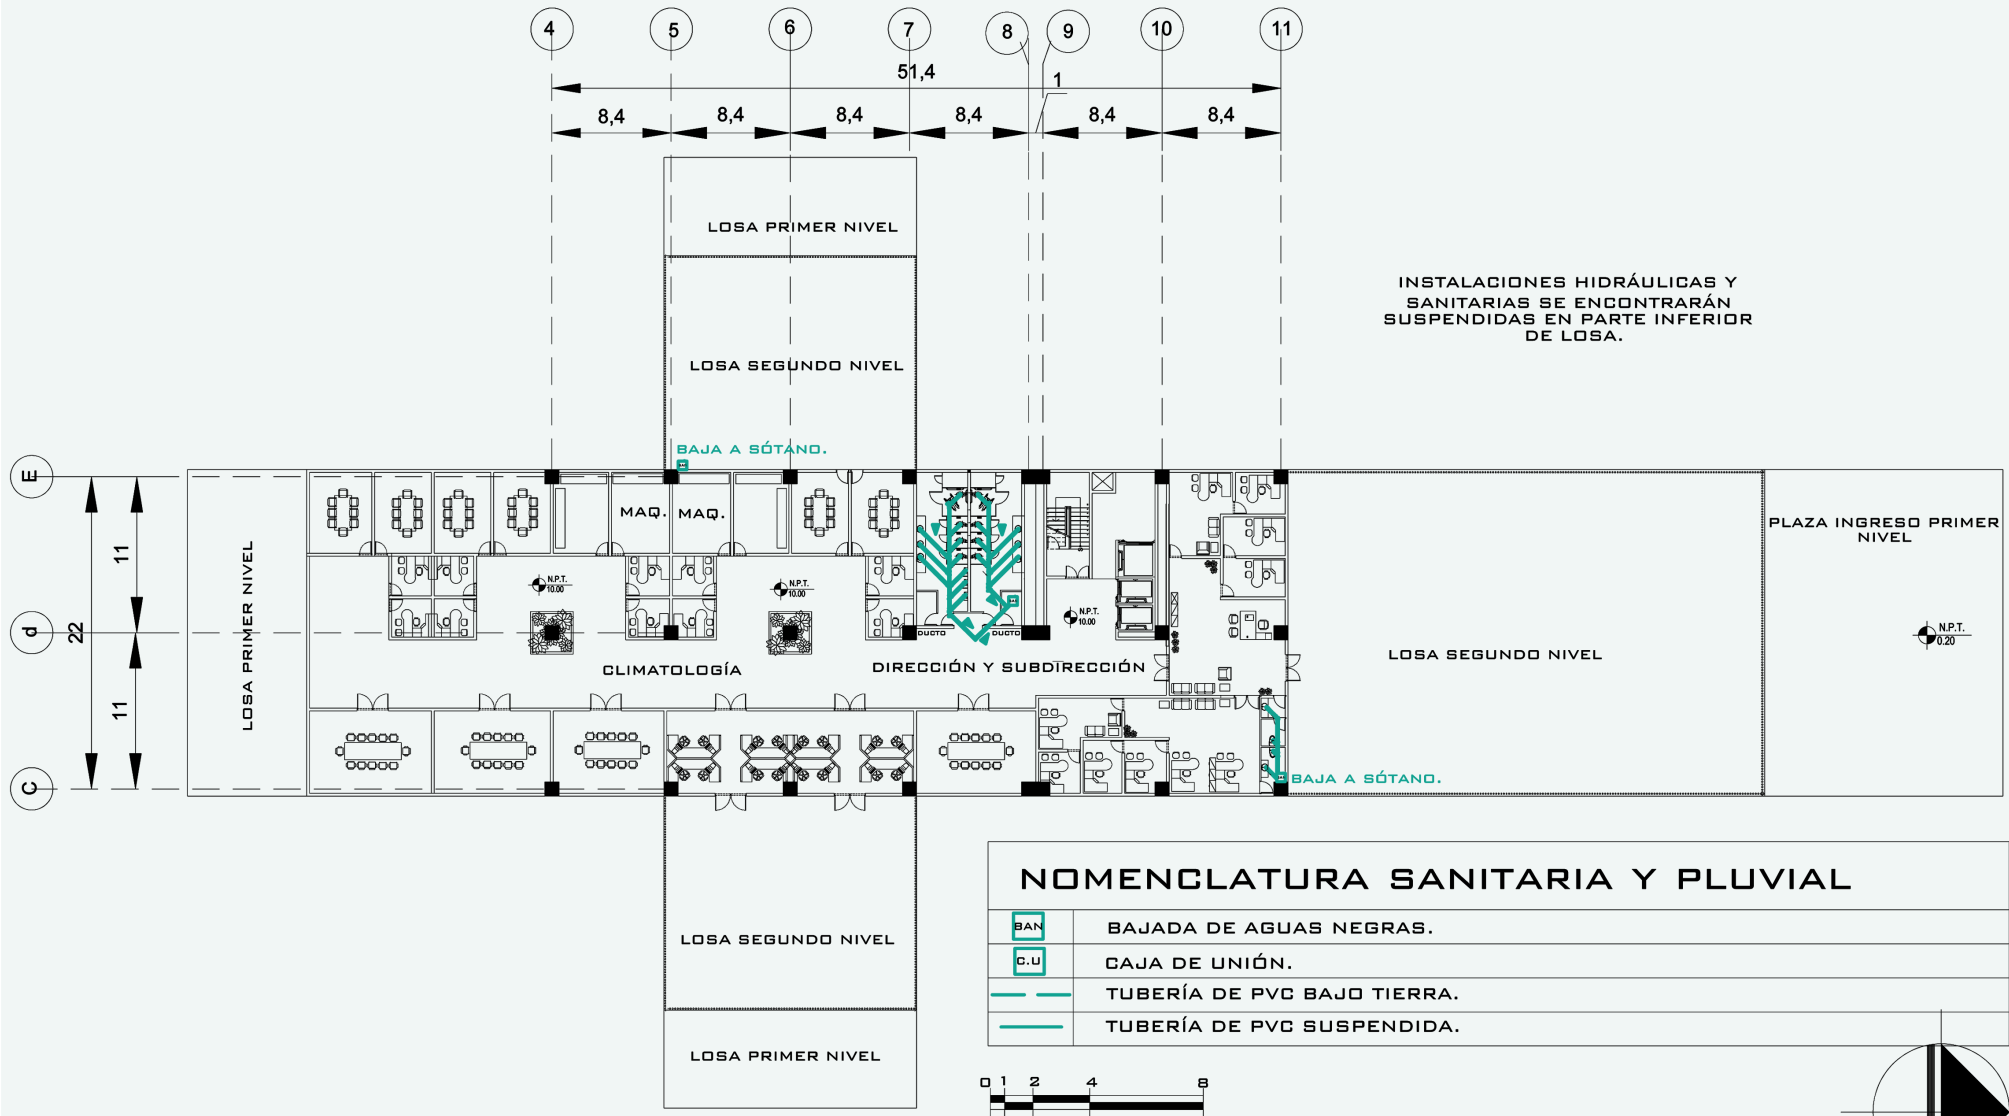 4 5 6 7 8 9 10 11
51,4
1
8,4 8,4 8,4 8,4 8,4 8,4
LOSA PRIMER NIVEL
INSTALACIONES HIDRÁULICAS Y
SANITARIAS SE ENCONTRARÁN
SUSPENDIDAS EN PARTE INFERIOR
DE LOSA.
LOSA SEGUNDO NIVEL
BAJA A SÓTANO.
BAN
E
d
C
22
11
11
LOSA PRIMER NIVEL
MAQ. MAQ.
N.P.T.
10.00
N.P.T.
10.00
N.P.T.
10.00
BAN
DUCTO DUCTO
CLIMATOLOGÍA
DIRECCIÓN Y SUBDIRECCIÓN
PLAZA INGRESO PRIMER
NIVEL
N.P.T.
0.20
LOSA SEGUNDO NIVEL
BAJA A SÓTANO.
LOSA SEGUNDO NIVEL
LOSA PRIMER NIVEL
NOMENCLATURA SANITARIA Y PLUVIAL
BAN BAJADA DE AGUAS NEGRAS.
C.U CAJA DE UNIÓN.
TUBERÍA DE PVC BAJO TIERRA.
TUBERÍA DE PVC SUSPENDIDA.
0 1 2 4 8